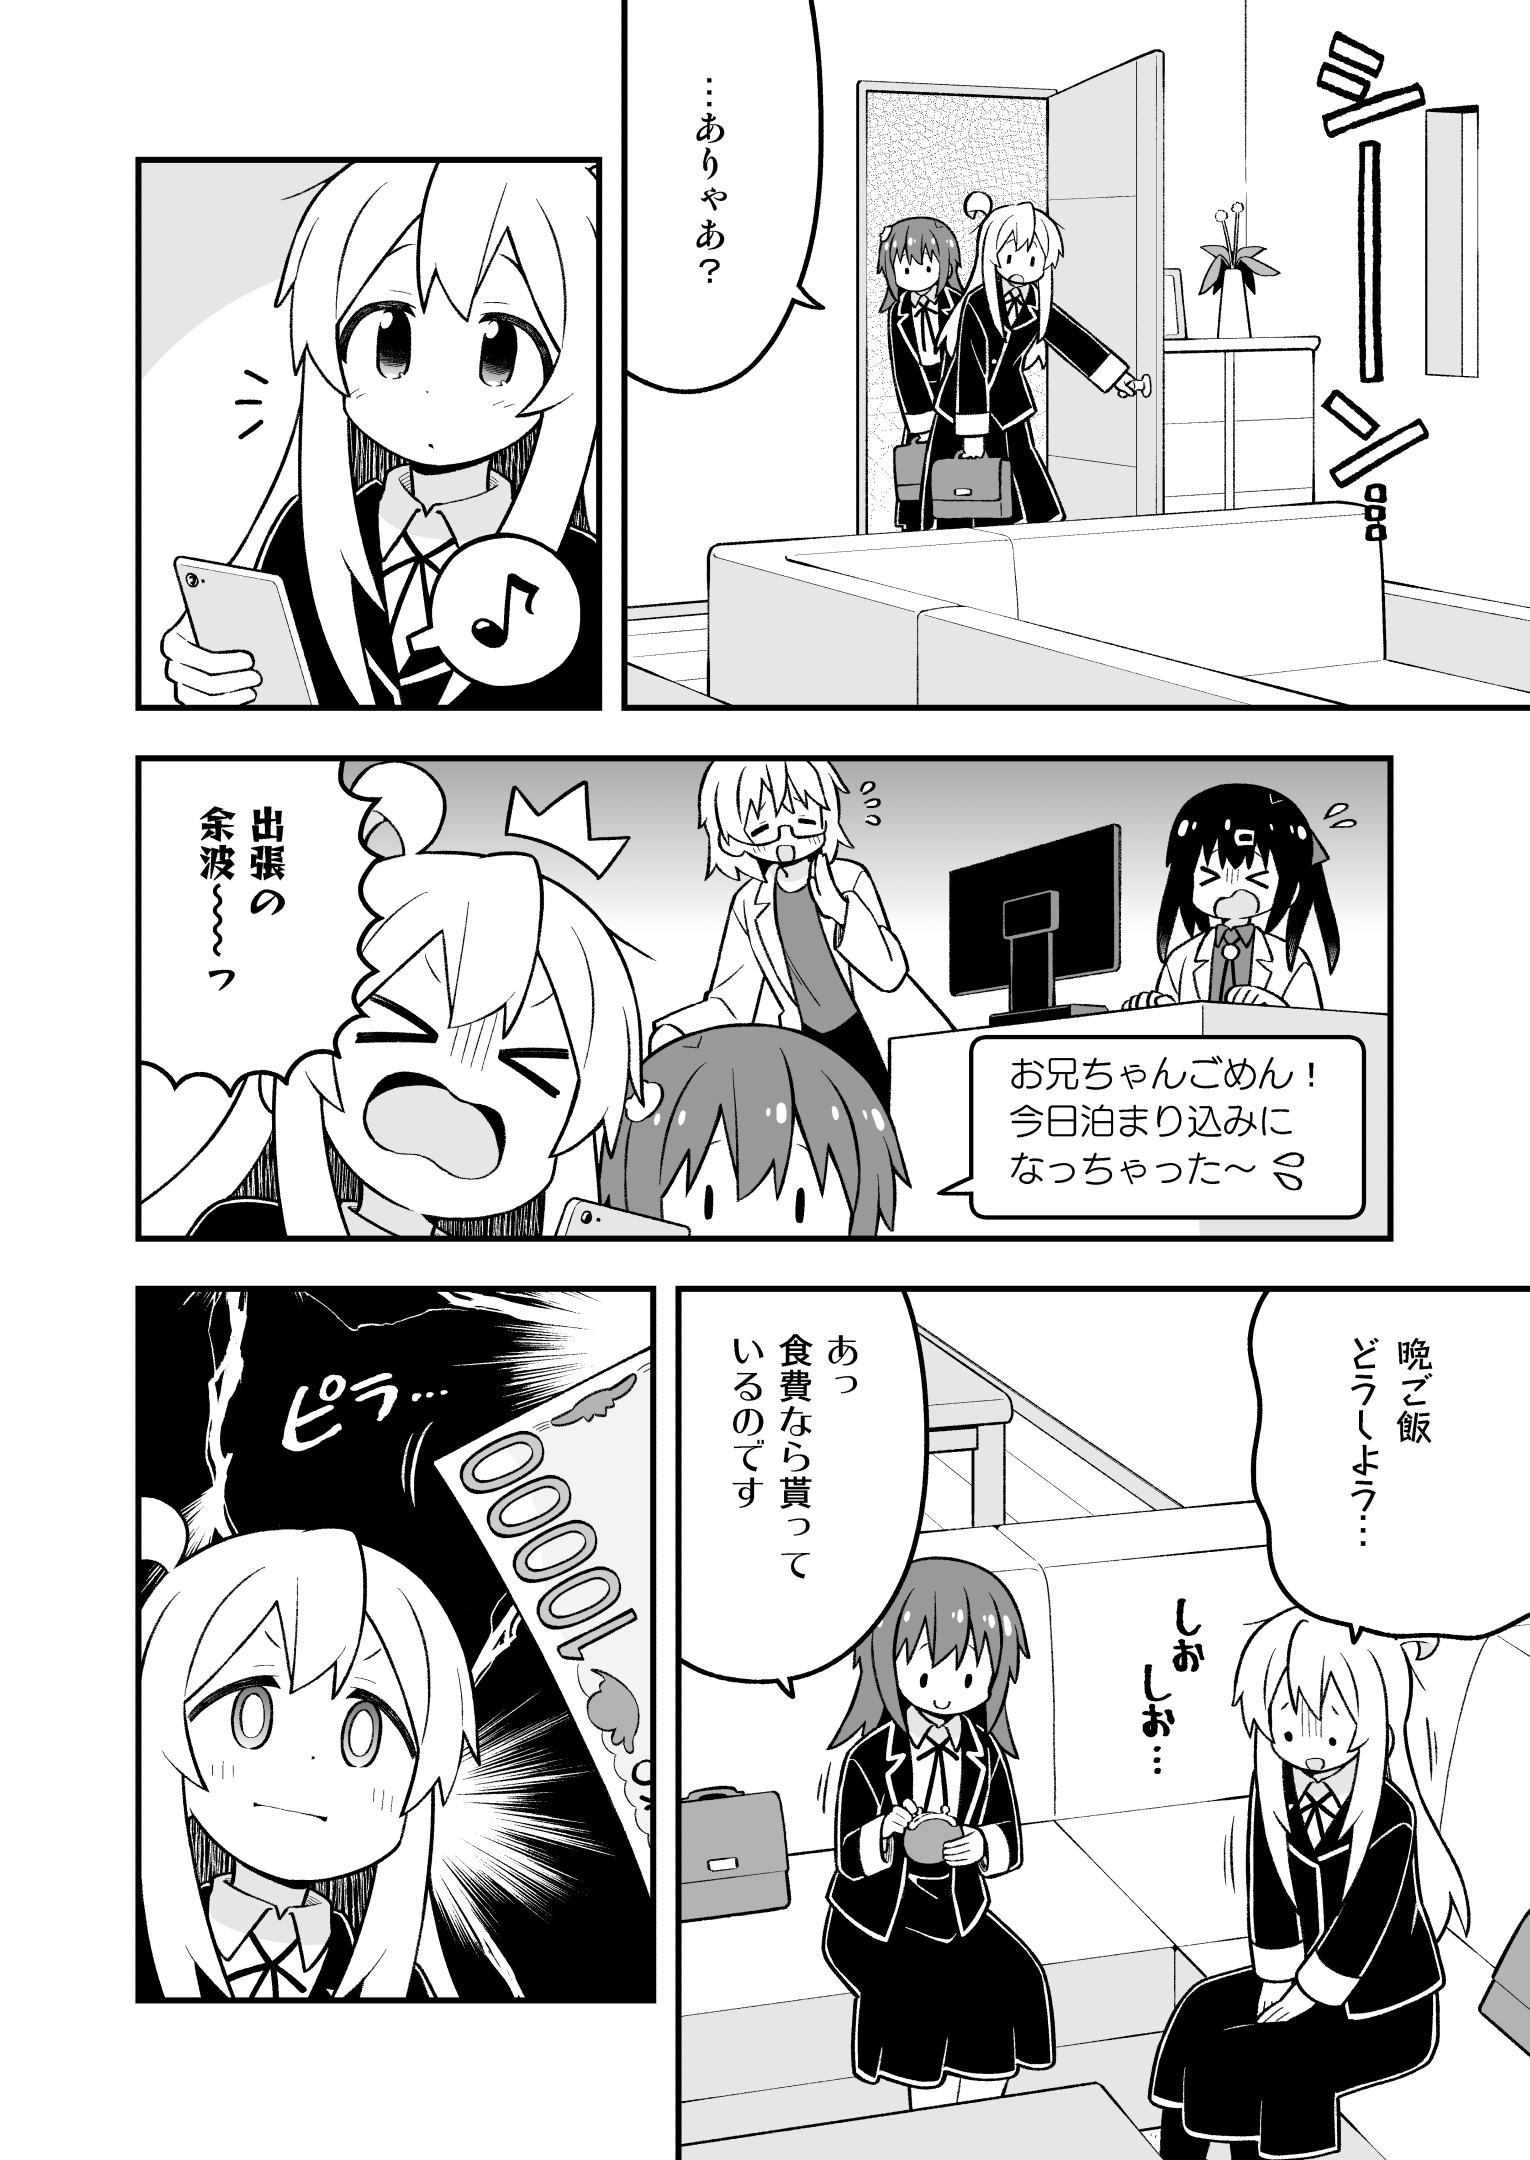 シーン…
…ありゃあ?
お兄ちゃんごめん!
今日泊まり込みに
なっちゃった～
出張の
余波～～～っ
晩ご飯
どうしよう…
しおしお…
あっ
食費なら貰って
いるのです
ピラ…
10000